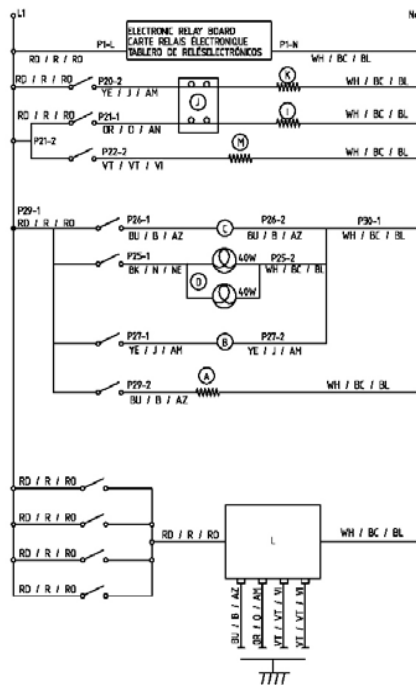 L1
N
ELECTRONIC RELAY BOARD
CARTE RELAIS ÉLECTRONIQUE
TABLERO DE RELÉSELECTRÓNICOS
P1-L
P1-N
RD / R / RO
WH / BC / BL
RD / R / RO
P20-2
YE / J / AM
K
WH / BC / BL
J
RD / R / RO
P21-1
OR / O / AN
I
WH / BC / BL
P21-2
P22-2
VT / VT / VI
M
WH / BC / BL
P29-1
RD / R / RO
P26-1
BU / B / AZ
C
P26-2
BU / B / AZ
P30-1
WH / BC / BL
P25-1
BK / N / NE
40W
P25-2
WH / BC / BL
D
40W
P27-1
YE / J / AM
B
P27-2
YE / J / AM
P29-2
BU / B / AZ
A
WH / BC / BL
RD / R / RO
RD / R / RO
RD / R / RO
RD / R / RO
RD / R / RO
L
WH / BC / BL
BU / B / AZ
OR / O / AM
VT / VT / VI
VT / VT / VI